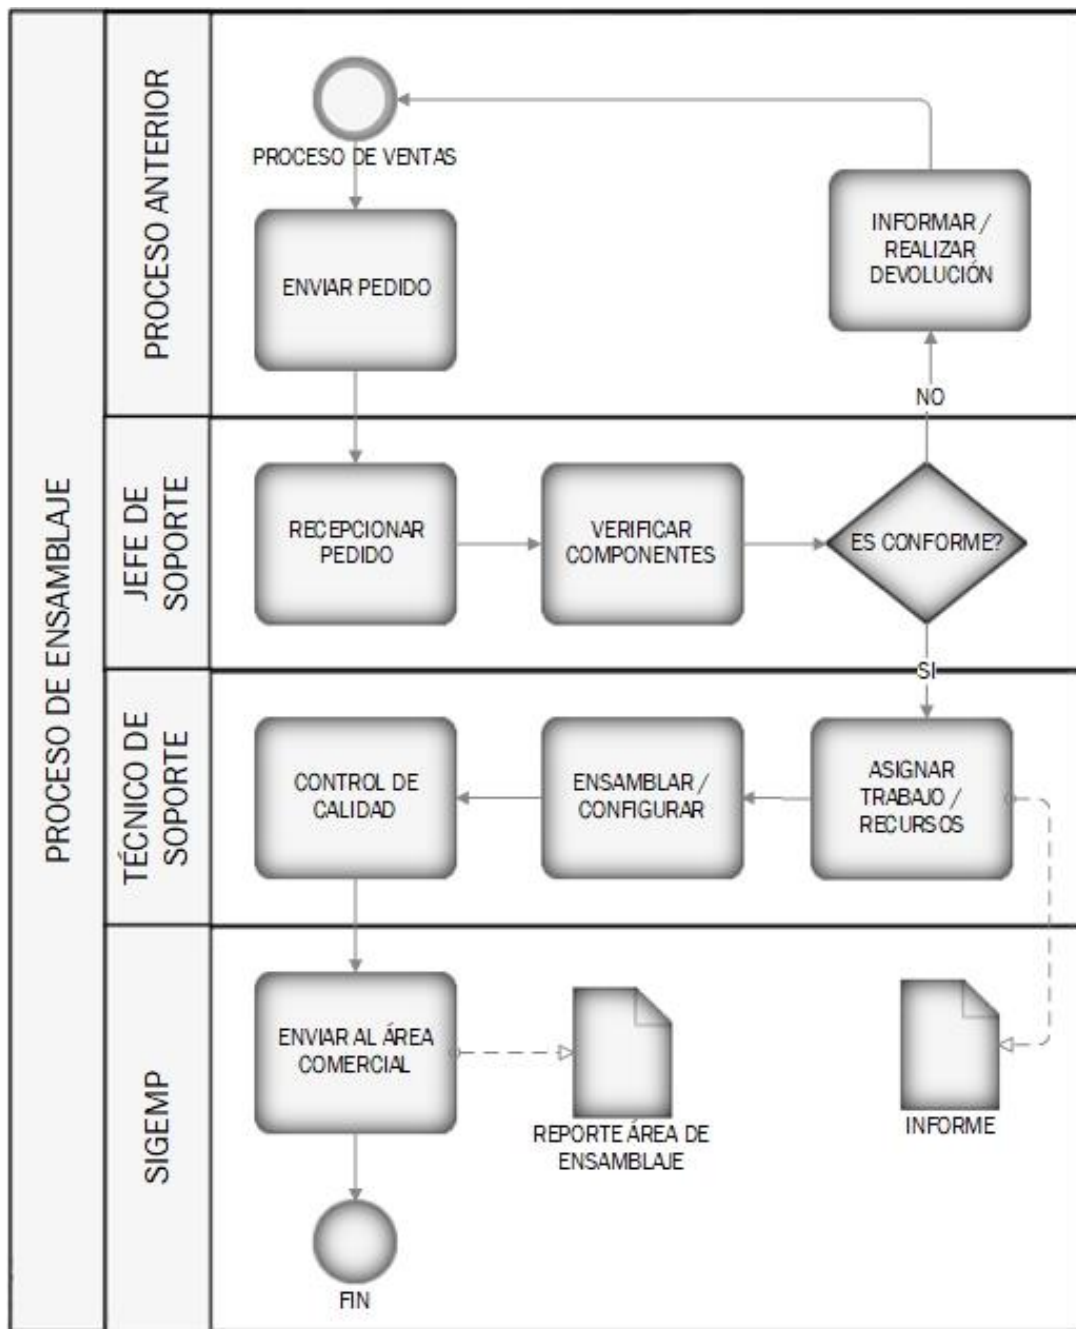 PROCESO DE ENSAMBLAJE
PROCESO ANTERIOR
PROCESO DE VENTAS
ENVIAR PEDIDO
INFORMAR /
REALIZAR
DEVOLUCIÓN
NO
JEFE DE
SOPORTE
RECEPCIONAR
PEDIDO
VERIFICAR
COMPONENTES
ES CONFORME?
SI
TÉCNICO DE
SOPORTE
CONTROL DE
CALIDAD
ENSAMBLAR /
CONFIGURAR
ASIGNAR
TRABAJO /
RECURSOS
SIGEMP
ENVIAR AL ÁREA
COMERCIAL
REPORTE ÁREA DE
ENSAMBLAJE
INFORME
FIN